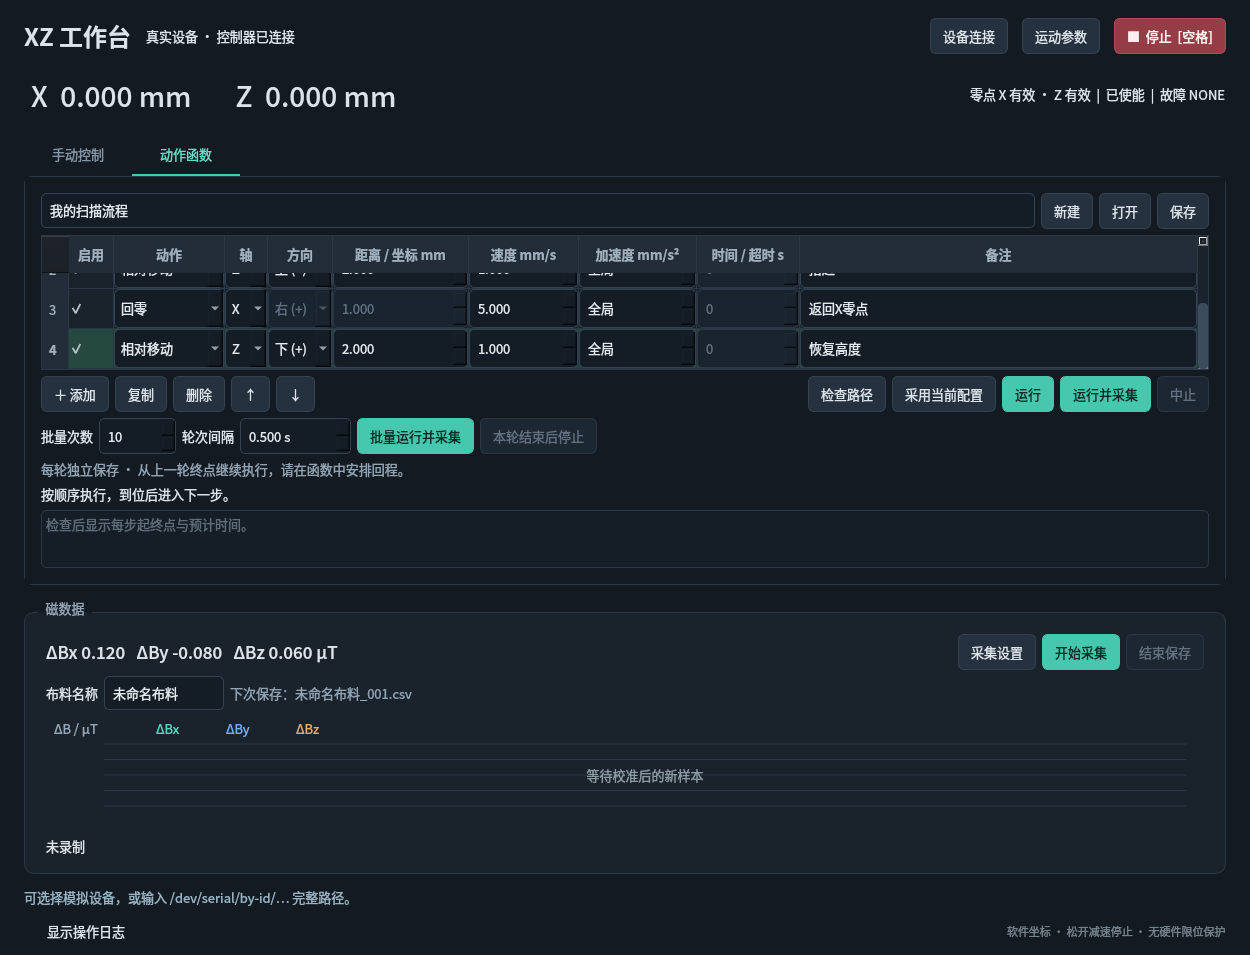 XZ 工作台 真实设备 · 控制器已连接 设备连接 运动参数 ■ 停止 [空格]
X 0.000 mm Z 0.000 mm 零点 X 有效 · Z 有效 | 已使能 | 故障 NONE
手动控制 动作函数
我的扫描流程 新建 打开 保存
启用 动作 轴 方向 距离 / 坐标 mm 速度 mm/s 加速度 mm/s² 时间 / 超时 s 备注
3 ✓ 回零 X 右 (+) 1.000 5.000 全局 0 返回X零点
4 ✓ 相对移动 Z 下 (+) 2.000 1.000 全局 0 恢复高度
＋ 添加 复制 删除 ↑ ↓ 检查路径 采用当前配置 运行 运行并采集 中止
批量次数 10 轮次间隔 0.500 s 批量运行并采集 本轮结束后停止
每轮独立保存 · 从上一轮终点继续执行，请在函数中安排回程。
按顺序执行，到位后进入下一步。
检查后显示每步起终点与预计时间。
磁数据
ΔBx 0.120 ΔBy -0.080 ΔBz 0.060 µT 采集设置 开始采集 结束保存
布料名称 未命名布料 下次保存：未命名布料_001.csv
ΔB / µT ΔBx ΔBy ΔBz
等待校准后的新样本
未录制
可选择模拟设备，或输入 /dev/serial/by-id/… 完整路径。
显示操作日志 软件坐标 · 松开减速停止 · 无硬件限位保护